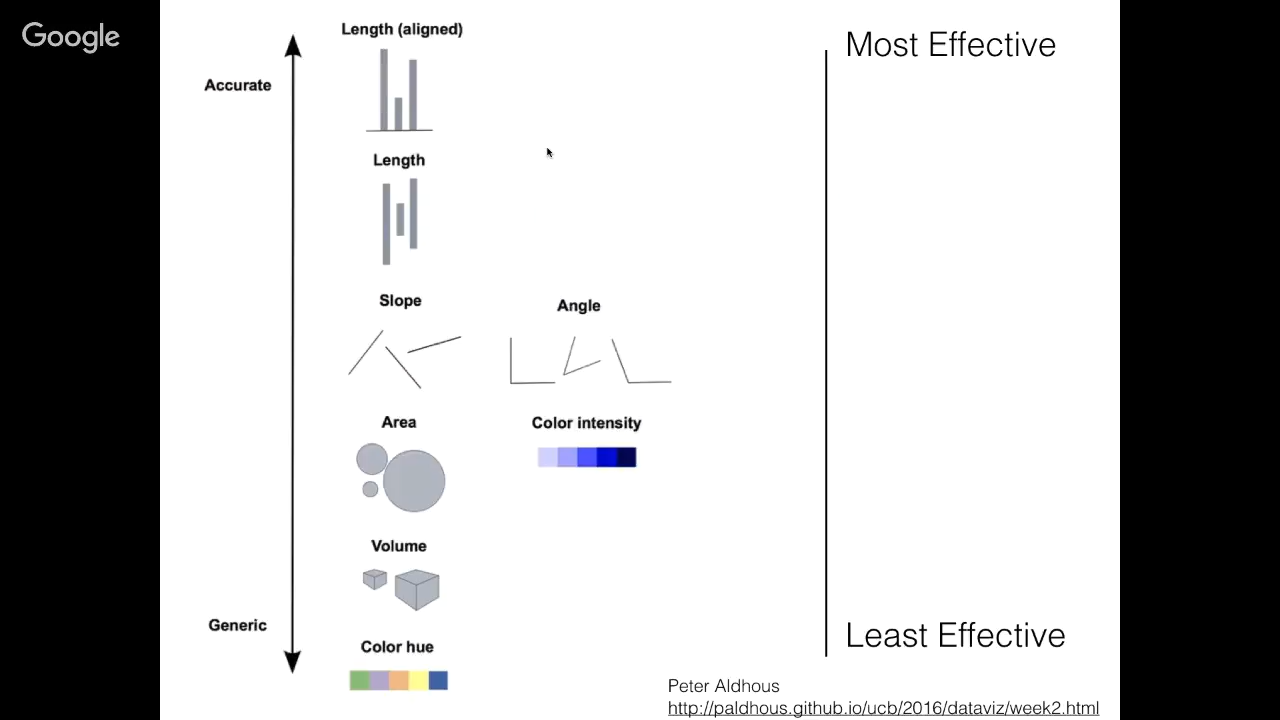 Google
Length (aligned)
Most Effective
Accurate
Length
Slope
Angle
Area
Color intensity
Volume
Generic
Least Effective
Color hue
Peter Aldhous
http://paldhous.github.io/ucb/2016/dataviz/week2.html